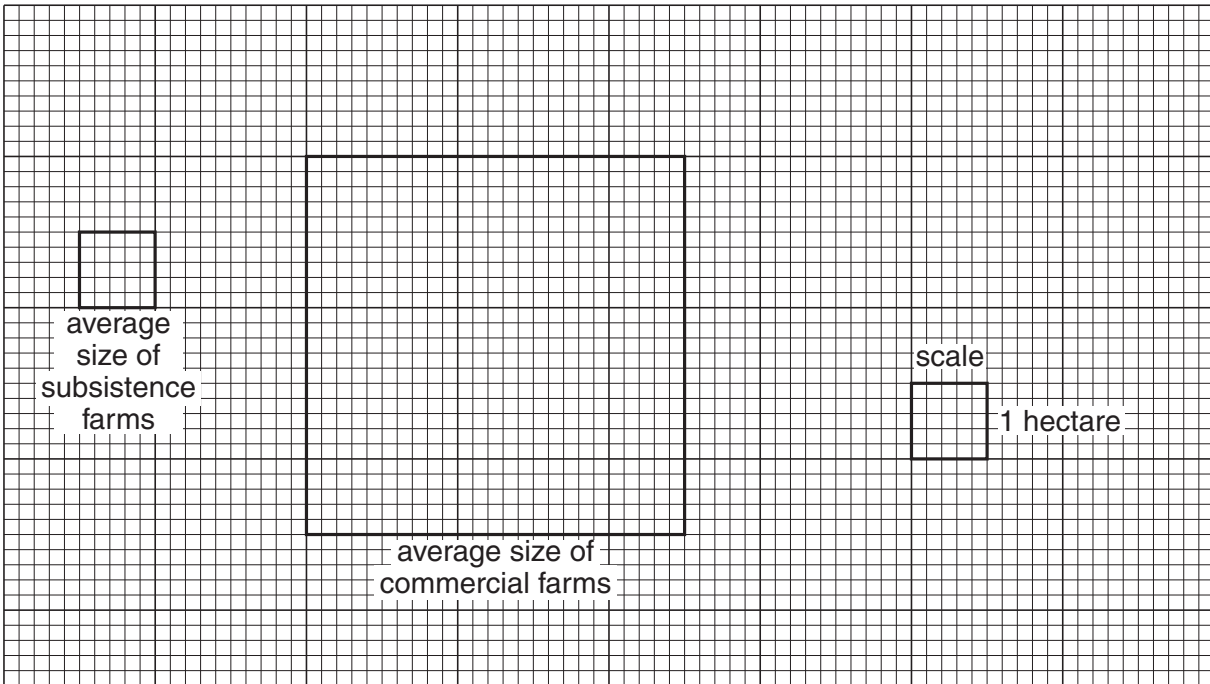 average
size of
subsistence
farms
average size of
commercial farms
scale
1 hectare